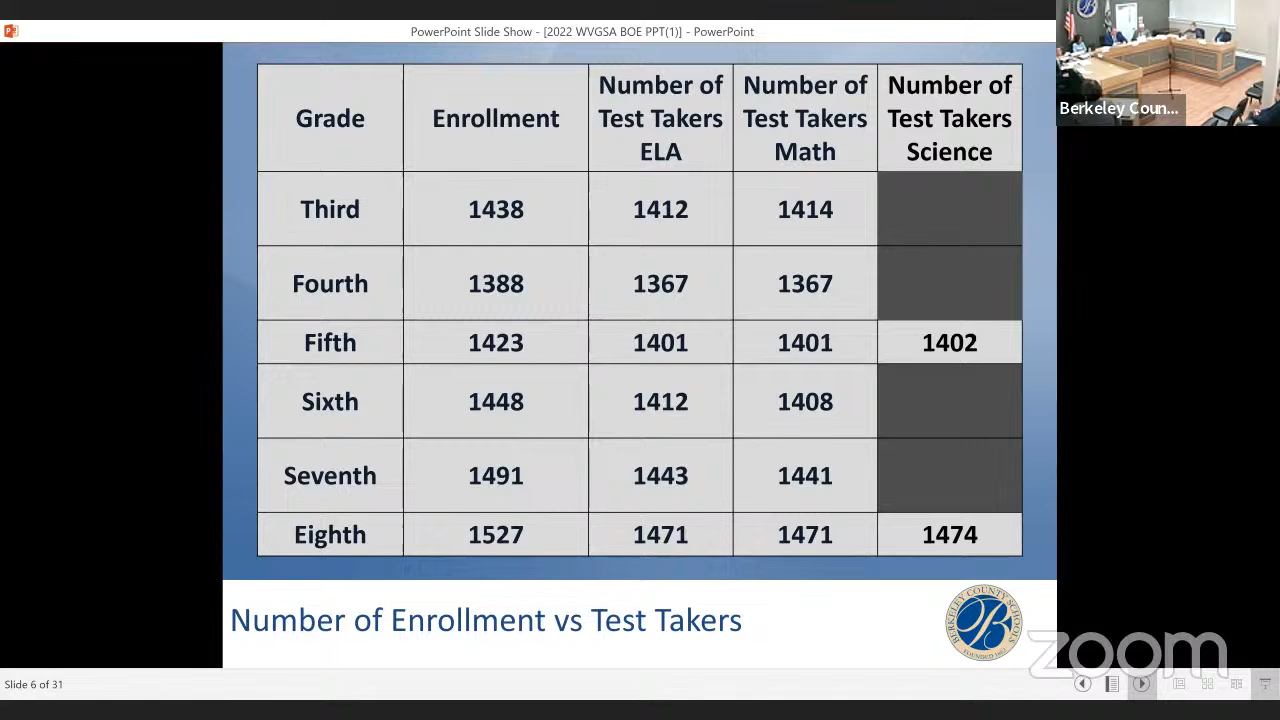 PowerPoint Slide Show - [2022 WVGSA BOE PPT(1)] - PowerPoint
Berkeley Coun...
Grade Enrollment Number of Test Takers ELA Number of Test Takers Math Number of Test Takers Science
Third 1438 1412 1414
Fourth 1388 1367 1367
Fifth 1423 1401 1401 1402
Sixth 1448 1412 1408
Seventh 1491 1443 1441
Eighth 1527 1471 1471 1474
Number of Enrollment vs Test Takers
BERKELEY COUNTY SCHOOLS
zoom
Slide 6 of 31